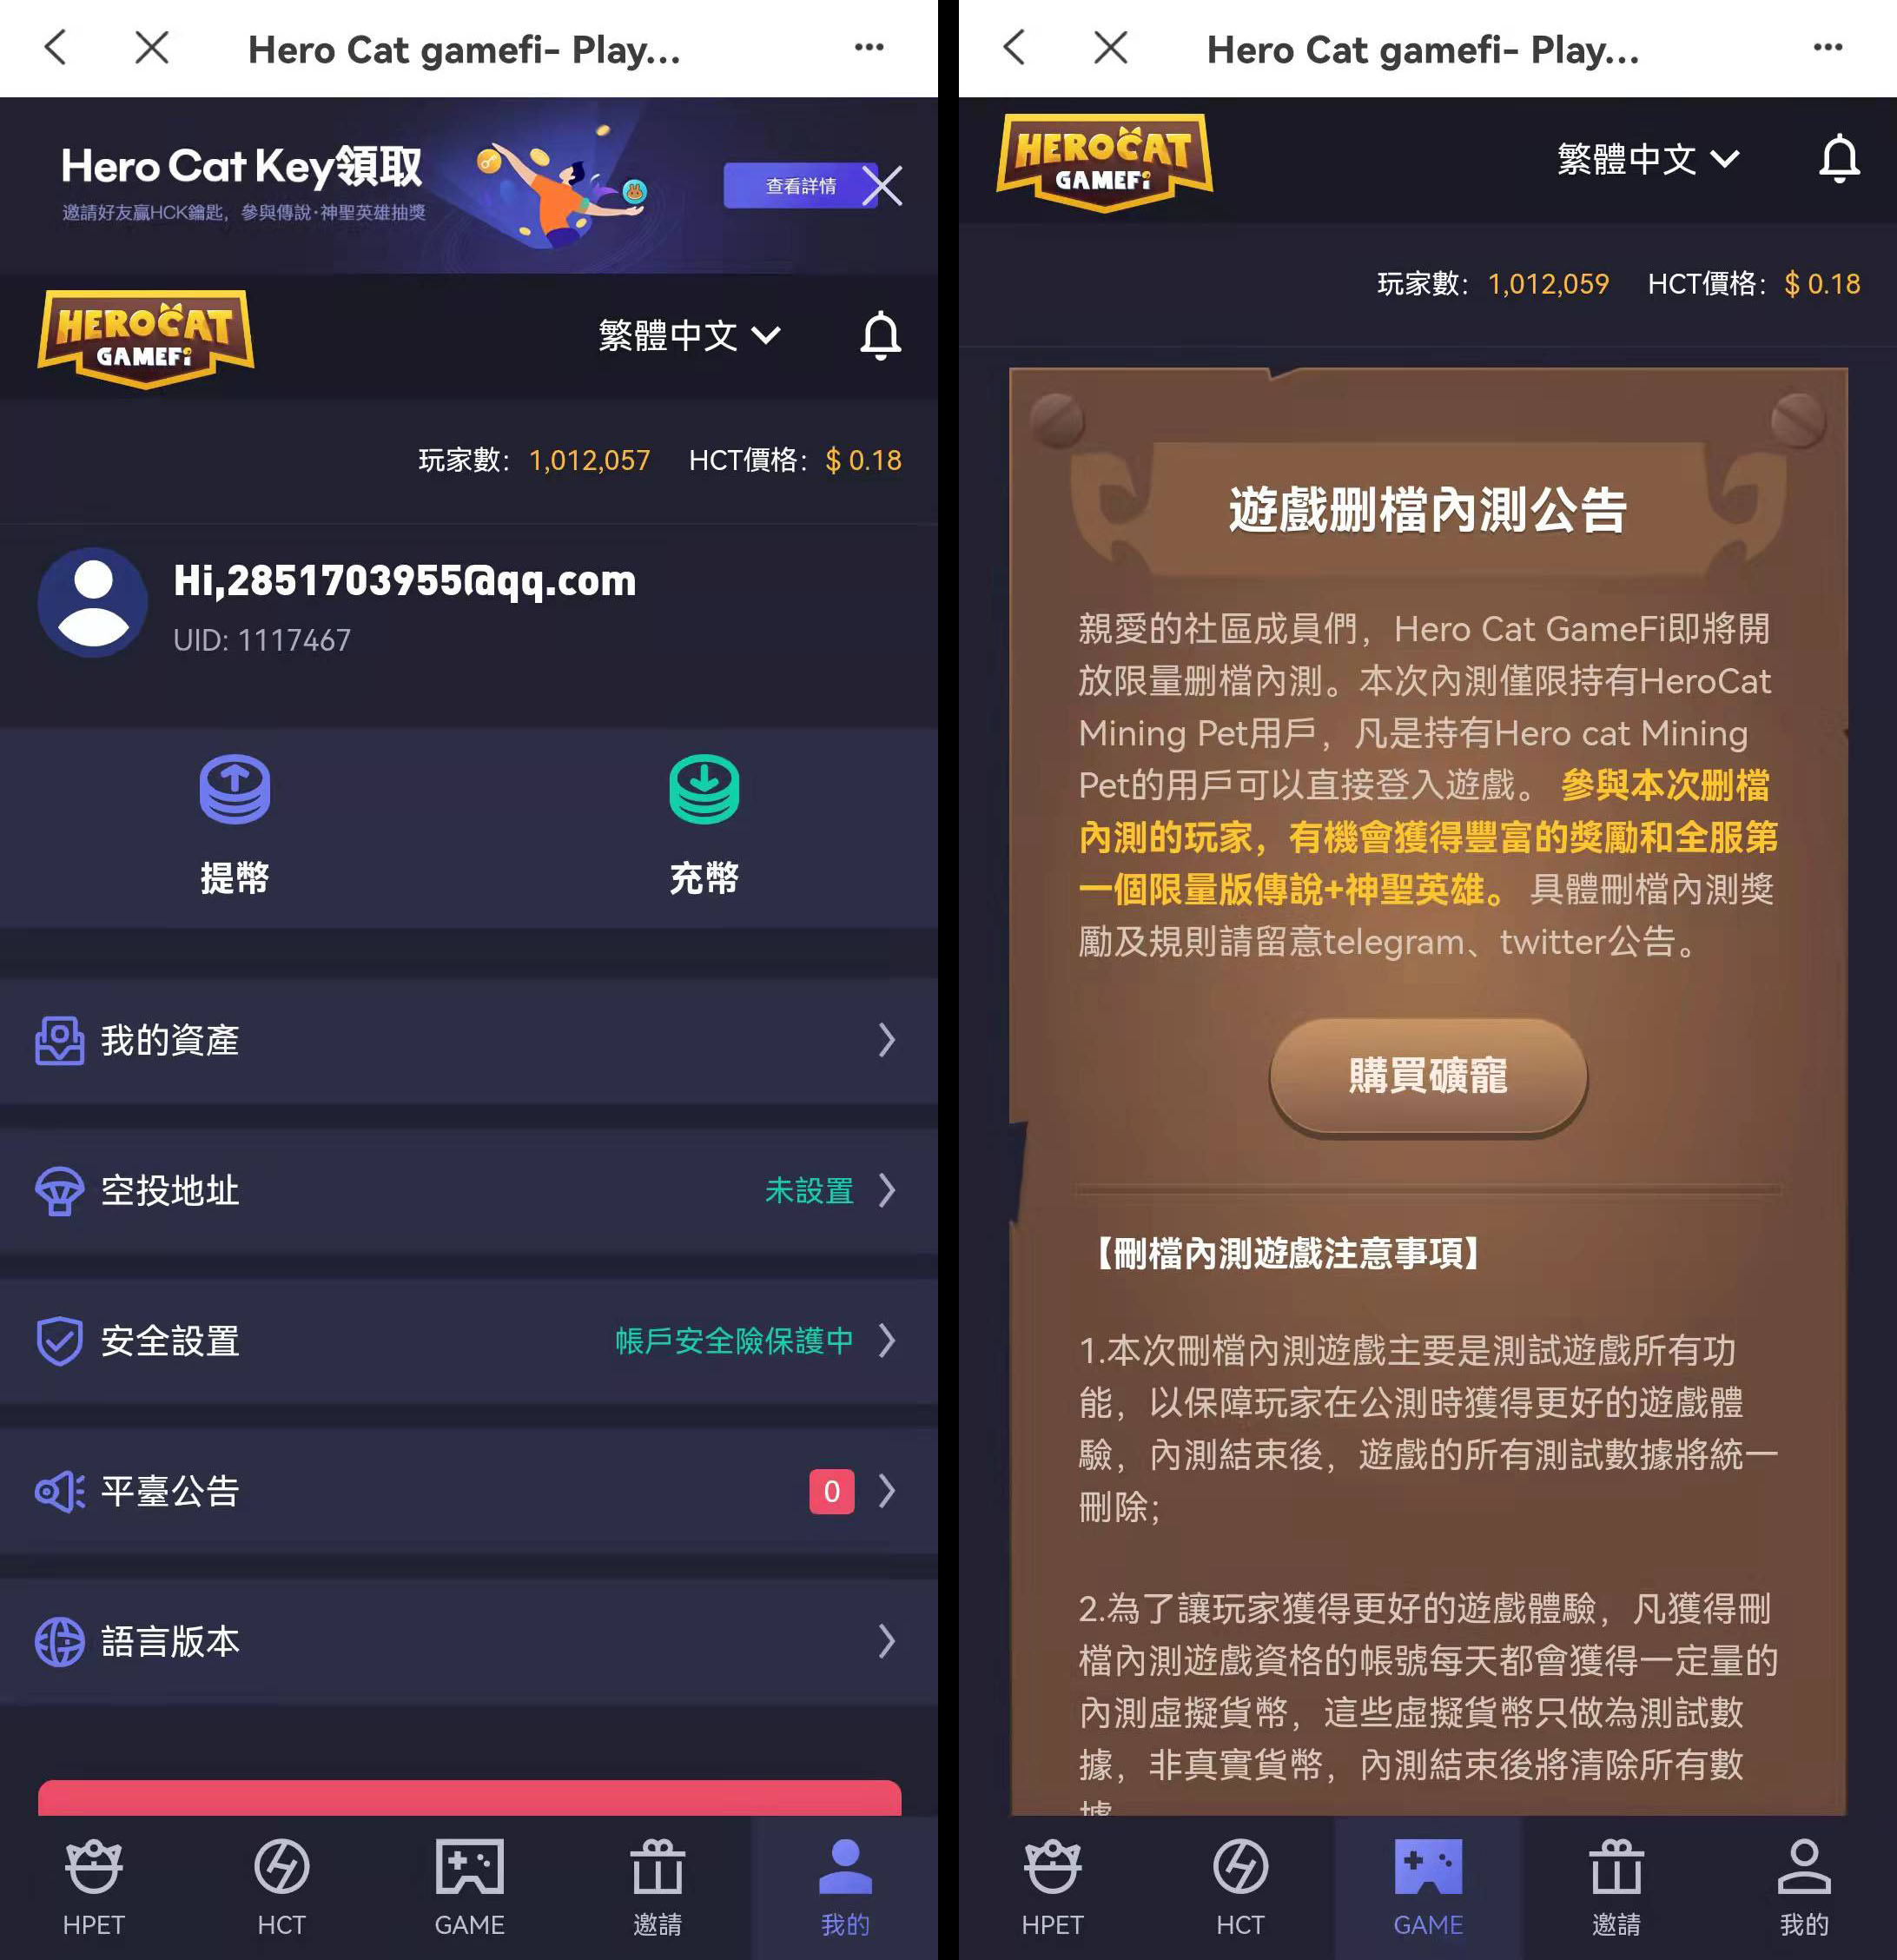 Hero Cat gamefi- Play...
Hero Cat Key領取
邀請好友贏HCK鑰匙，參與傳說·神聖英雄抽獎
查看詳情
HEROCAT
GAMEFi
繁體中文
玩家數： 1,012,057 HCT價格： $ 0.18
Hi,2851703955@qq.com
UID: 1117467
提幣
充幣
我的資產
空投地址
未設置
安全設置
帳戶安全險保護中
平臺公告
0
語言版本
HPET
HCT
GAME
邀請
我的
Hero Cat gamefi- Play...
HEROCAT
GAMEFi
繁體中文
玩家數： 1,012,059 HCT價格： $ 0.18
遊戲刪檔內測公告
親愛的社區成員們，Hero Cat GameFi即將開
放限量刪檔內測。本次內測僅限持有HeroCat
Mining Pet用戶，凡是持有Hero cat Mining
Pet的用戶可以直接登入遊戲。 參與本次刪檔
內測的玩家，有機會獲得豐富的獎勵和全服第
一個限量版傳說+神聖英雄。 具體刪檔內測獎
勵及規則請留意telegram、twitter公告。
購買礦寵
【刪檔內測遊戲注意事項】
1.本次刪檔內測遊戲主要是測試遊戲所有功
能，以保障玩家在公測時獲得更好的遊戲體
驗，內測結束後，遊戲的所有測試數據將統一
刪除；
2.為了讓玩家獲得更好的遊戲體驗，凡獲得刪
檔內測遊戲資格的帳號每天都會獲得一定量的
內測虛擬貨幣，這些虛擬貨幣只做為測試數
據，非真實貨幣，內測結束後將清除所有數
據
HPET
HCT
GAME
邀請
我的